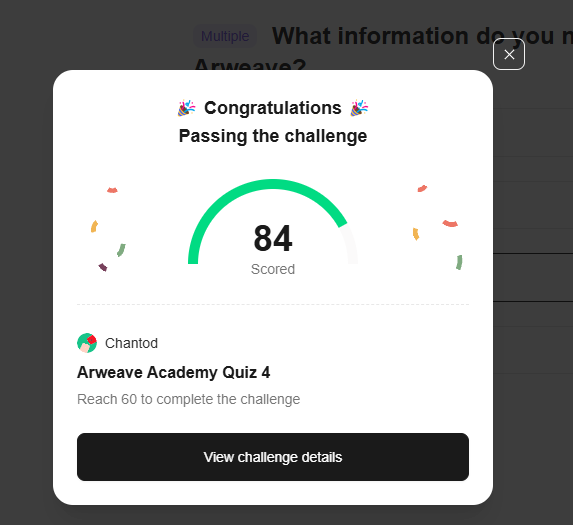 Multiple What information do you n
Arweave?
Congratulations
Passing the challenge
84
Scored
Chantod
Arweave Academy Quiz 4
Reach 60 to complete the challenge
View challenge details